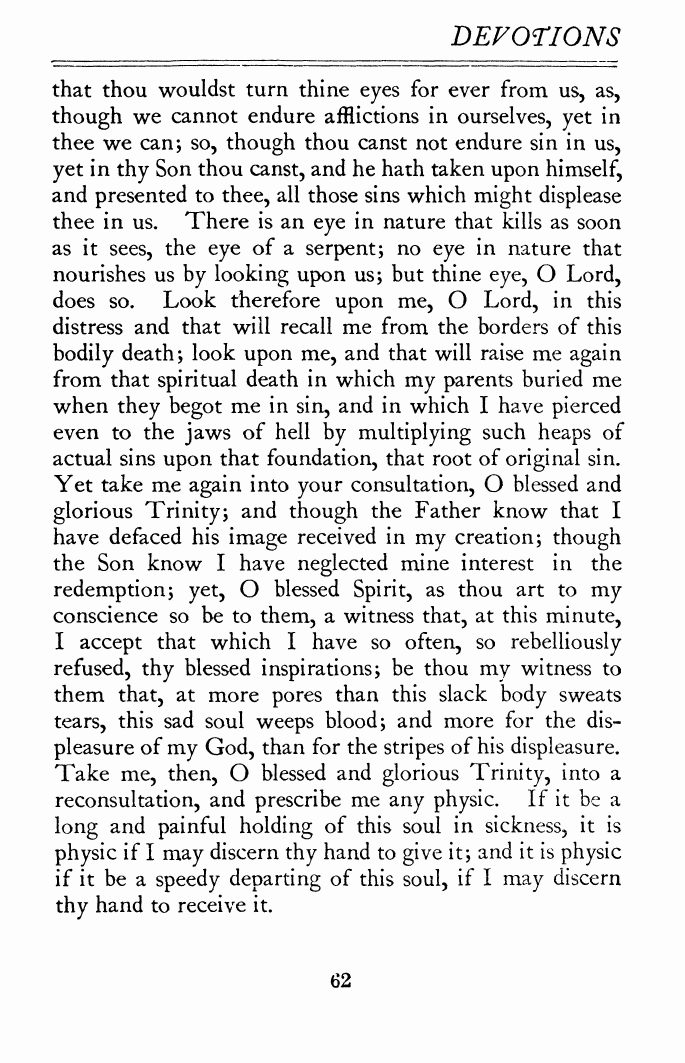 DEVOTIONS
that thou wouldst turn thine eyes for ever from us, as,
though we cannot endure afflictions in ourselves, yet in
thee we can; so, though thou canst not endure sin in us,
yet in thy Son thou canst, and he hath taken upon himself,
and presented to thee, all those sins which might displease
thee in us. There is an eye in nature that kills as soon
as it sees, the eye of a serpent; no eye in nature that
nourishes us by looking upon us; but thine eye, O Lord,
does so. Look therefore upon me, O Lord, in this
distress and that will recall me from the borders of this
bodily death; look upon me, and that will raise me again
from that spiritual death in which my parents buried me
when they begot me in sin, and in which I have pierced
even to the jaws of hell by multiplying such heaps of
actual sins upon that foundation, that root of original sin.
Yet take me again into your consultation, O blessed and
glorious Trinity; and though the Father know that I
have defaced his image received in my creation; though
the Son know I have neglected mine interest in the
redemption; yet, O blessed Spirit, as thou art to my
conscience so be to them, a witness that, at this minute,
I accept that which I have so often, so rebelliously
refused, thy blessed inspirations; be thou my witness to
them that, at more pores than this slack body sweats
tears, this sad soul weeps blood; and more for the dis-
pleasure of my God, than for the stripes of his displeasure.
Take me, then, O blessed and glorious Trinity, into a
reconsultation, and prescribe me any physic. If it be a
long and painful holding of this soul in sickness, it is
physic if I may discern thy hand to give it; and it is physic
if it be a speedy departing of this soul, if I may discern
thy hand to receive it.
62